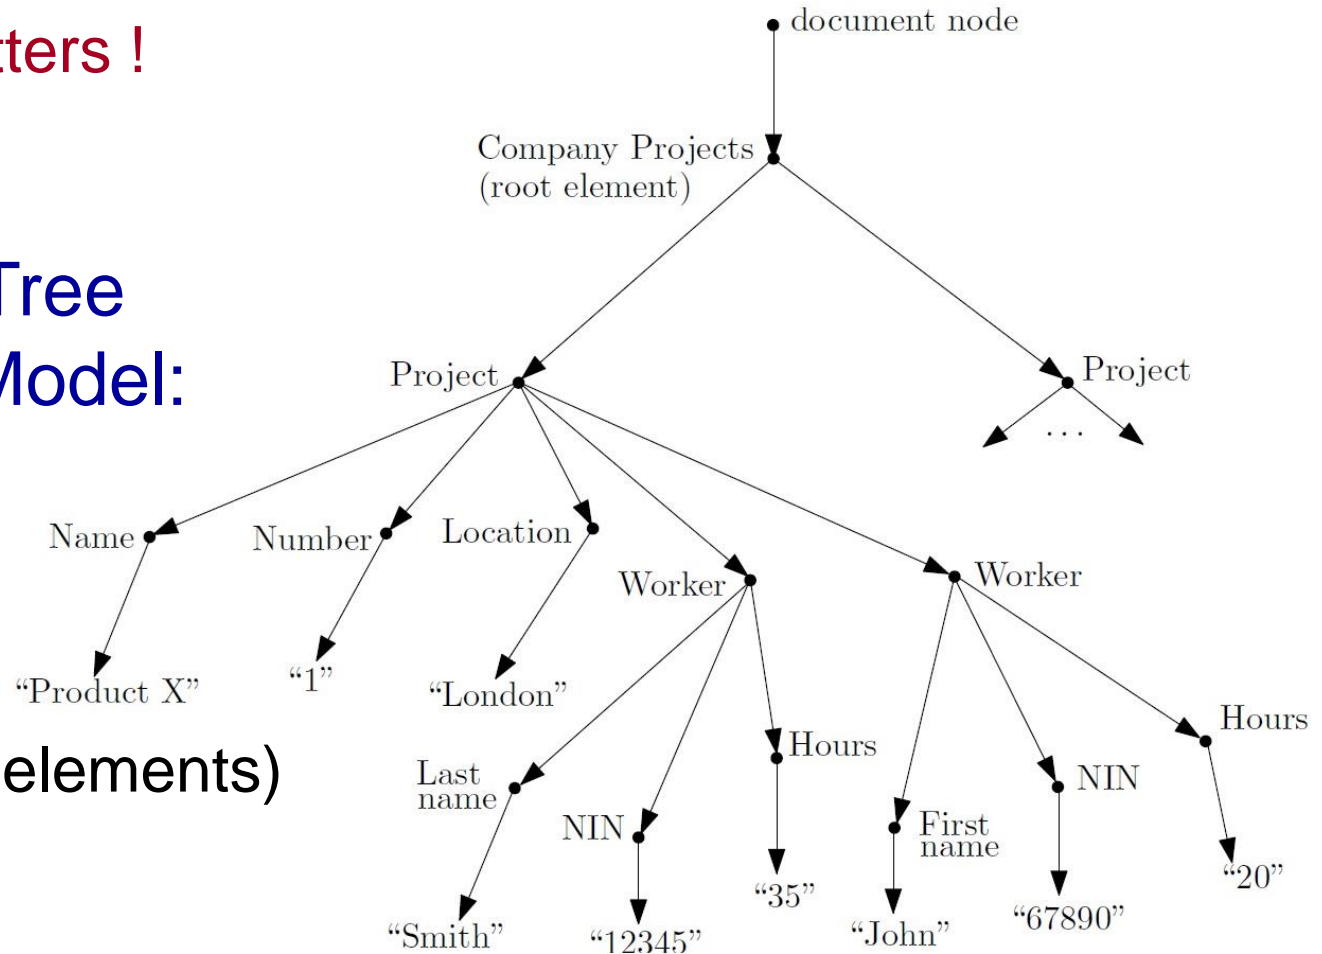 tters !
document node
Company Projects
(root element)
Tree
Model:
Project
Project
...
Name
Number
Location
Worker
Worker
“Product X”
“1”
“London”
elements)
Last
name
NIN
Hours
First
name
NIN
Hours
“Smith”
“12345”
“35”
“John”
“67890”
“20”